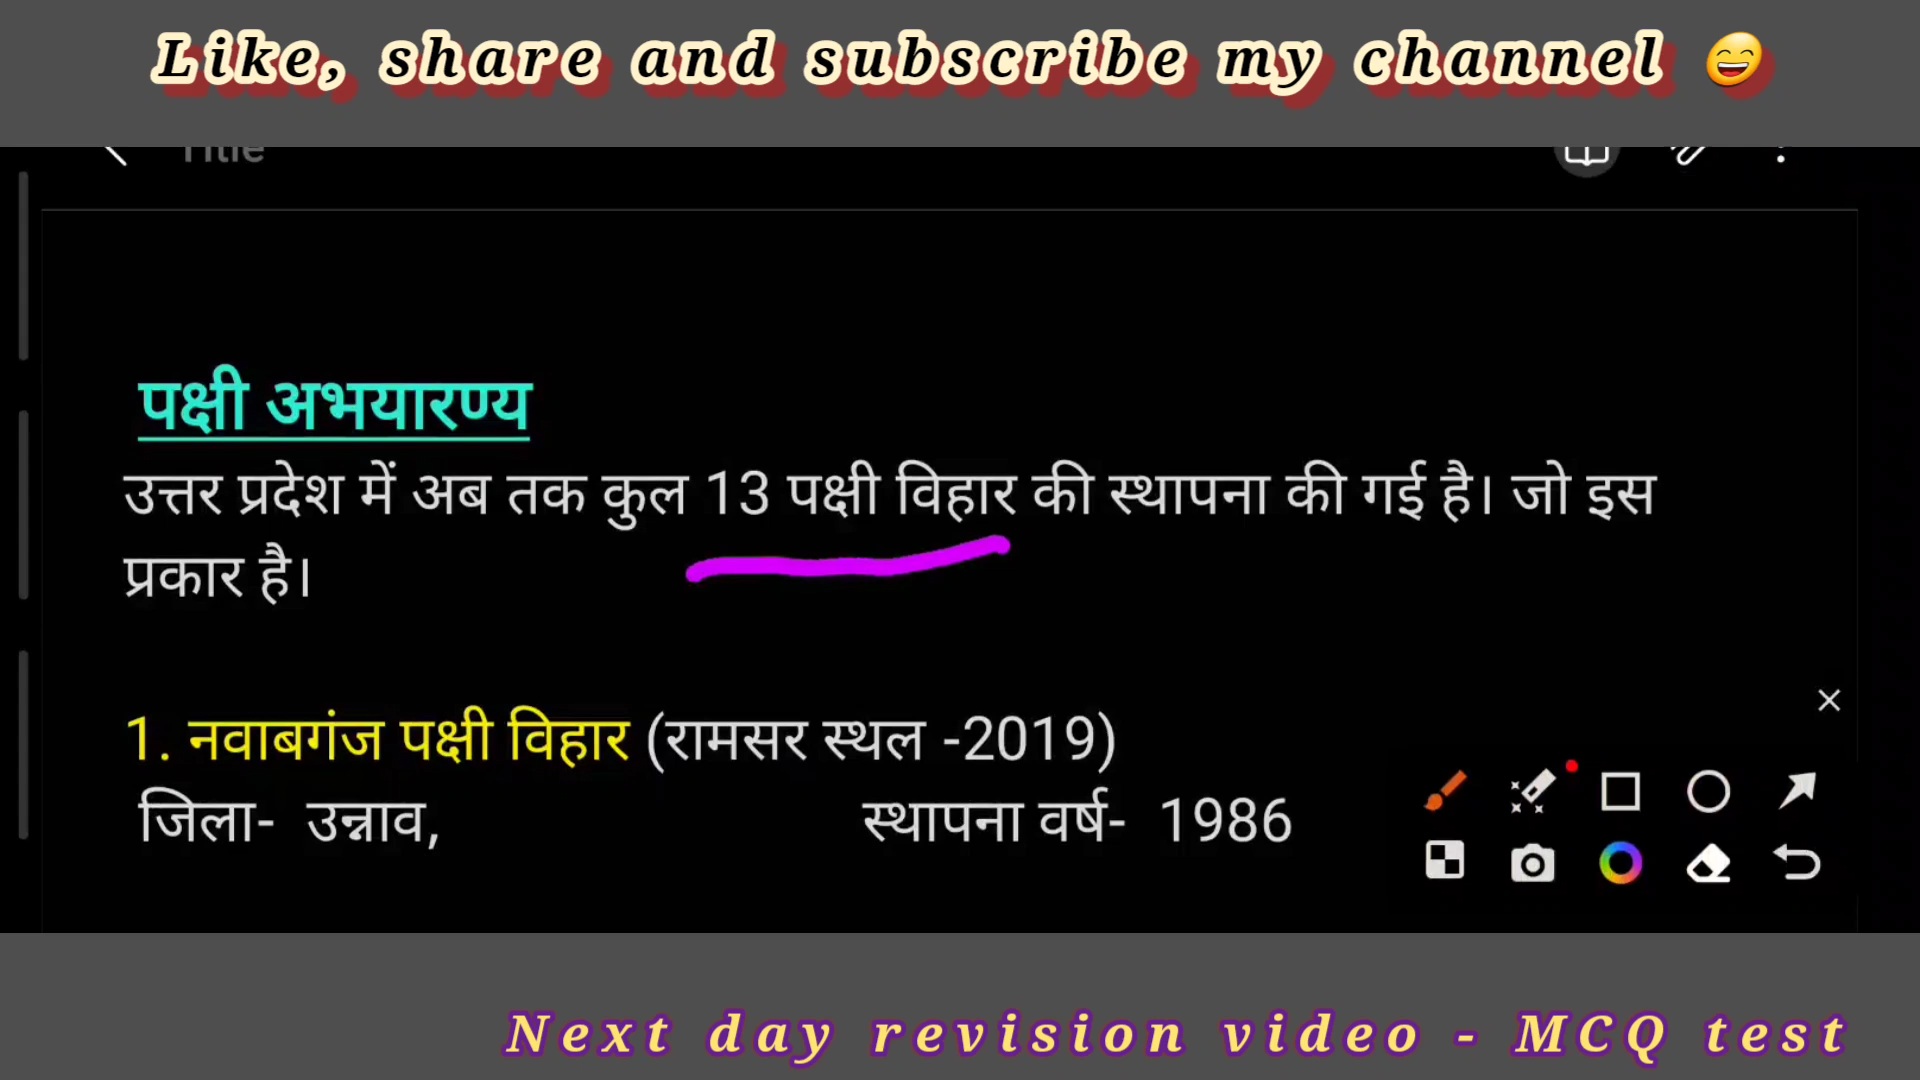 Like, share and subscribe my channel 😄
Title
पक्षी अभयारण्य
उत्तर प्रदेश में अब तक कुल 13 पक्षी विहार की स्थापना की गई है। जो इस
प्रकार है।
1. नवाबगंज पक्षी विहार (रामसर स्थल -2019)
जिला- उन्नाव, स्थापना वर्ष- 1986
Next day revision video - MCQ test